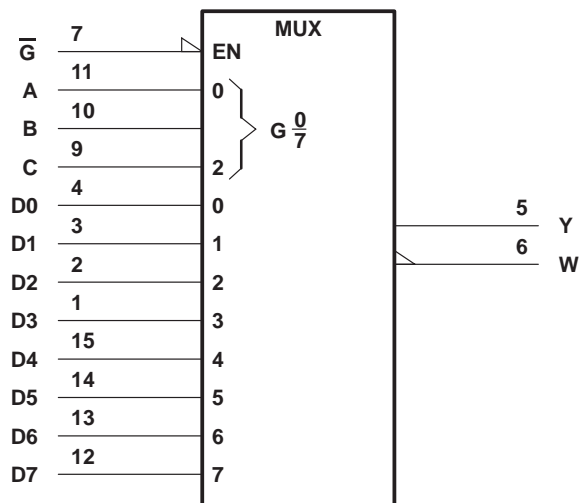 MUX
G̅ 7 EN
A 11 0
B 10
G 0/7
C 9 2
D0 4 0
D1 3 1
D2 2 2
D3 1 3
D4 15 4
D5 14 5
D6 13 6
D7 12 7
5 Y
6 W